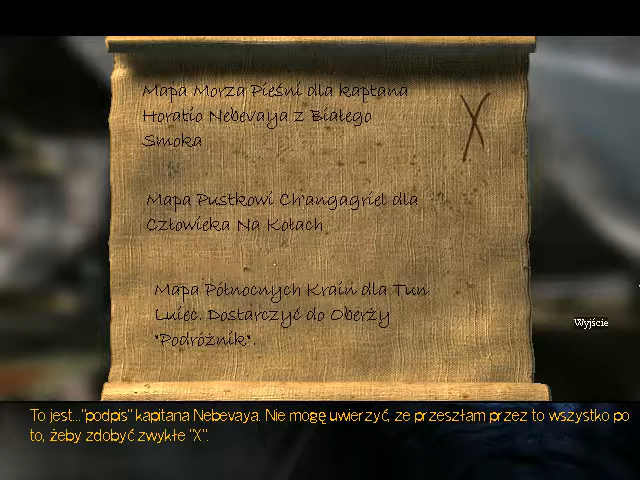 Mapa Morza Pieśni dla kaptana
Horatio Nebevaya z Białego
Smoka
X
Mapa Pustkowi Ch'angagriel dla
Człowieka Na Kołach
Mapa Północnych Krain dla Tun
Luiec. Dostarczyć do Oberży
"Podróżnik".
Wyjście
To jest..."podpis" kapitana Nebevaya. Nie mogę uwierzyć, ze przeszłam przez to wszystko po
to, żeby zdobyć zwykłe "X".